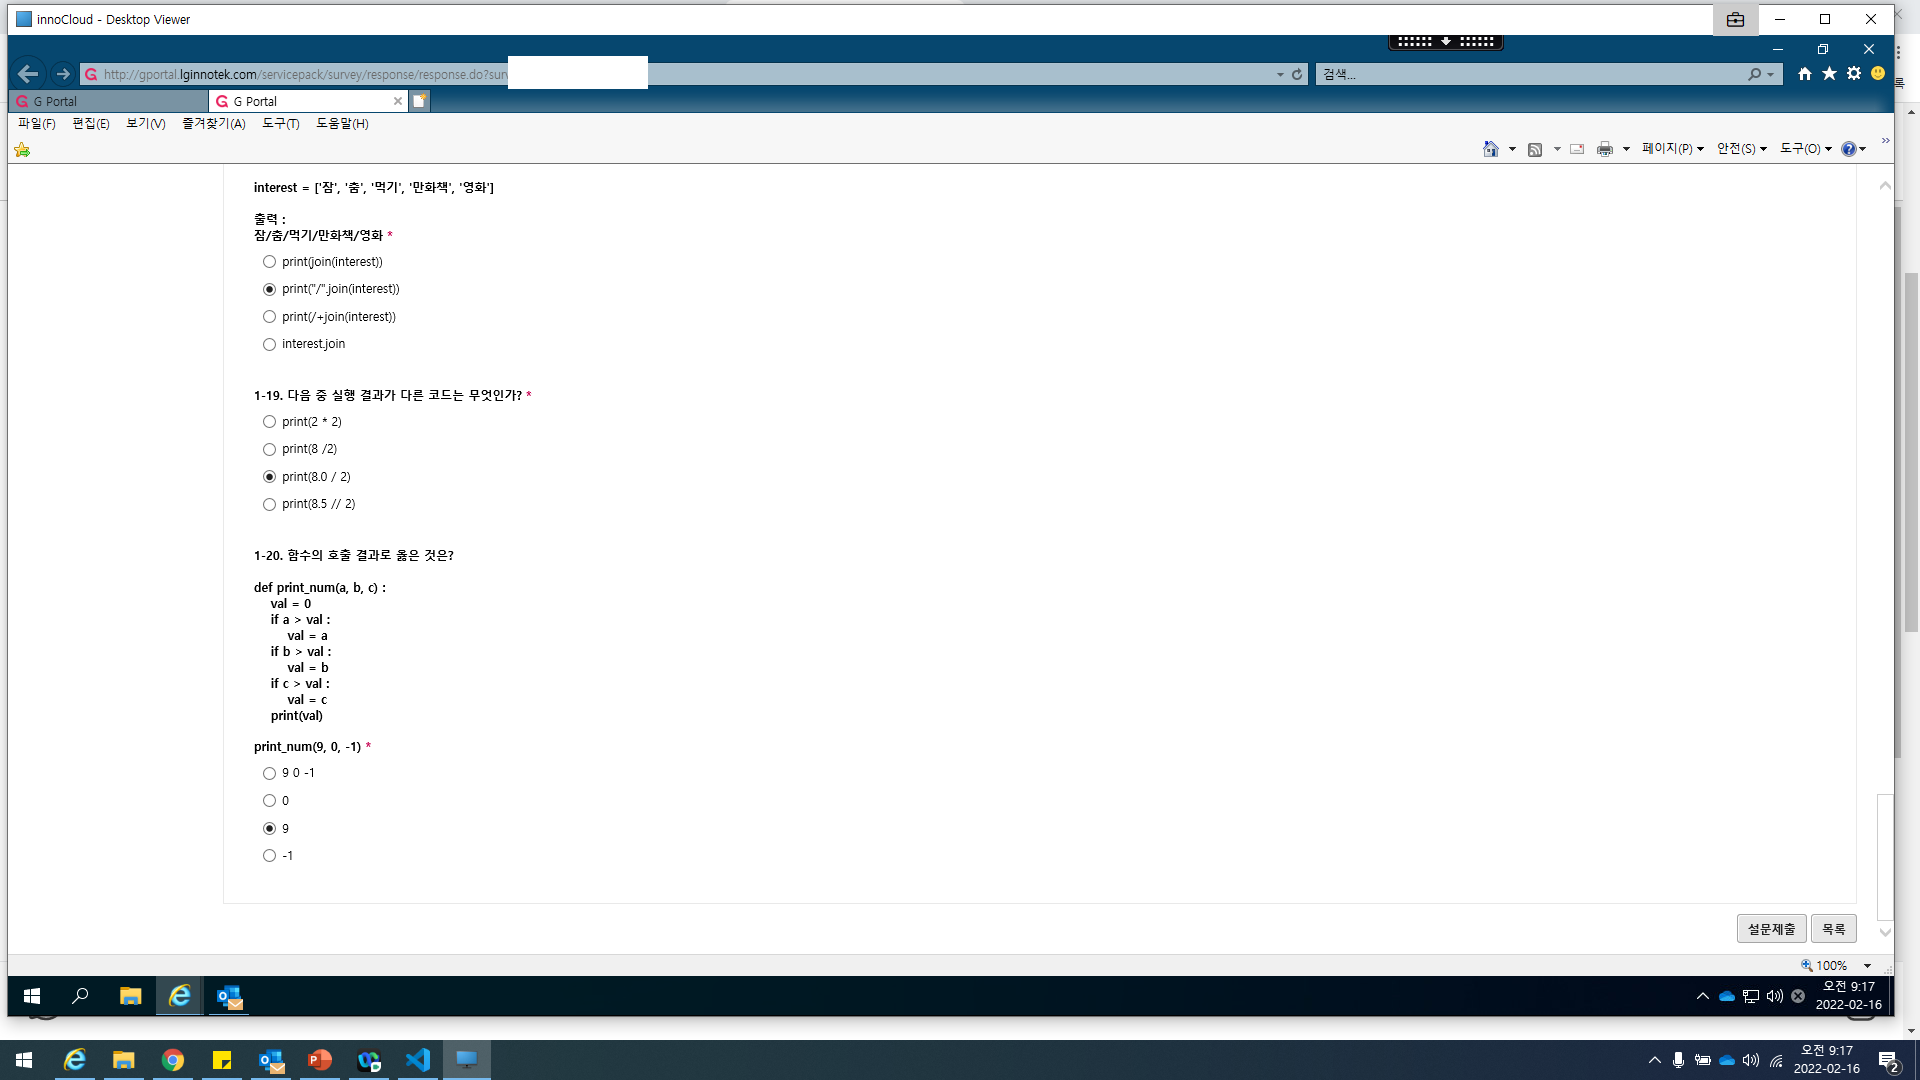 innoCloud - Desktop Viewer
http://gportal.lginnotek.com/servicepack/survey/response/response.do?surv
검색...
G Portal
G Portal
파일(F) 편집(E) 보기(V) 즐겨찾기(A) 도구(T) 도움말(H)
페이지(P) 안전(S) 도구(O)
interest = ['잠', '춤', '먹기', '만화책', '영화']
출력 :
잠/춤/먹기/만화책/영화 *
print(join(interest))
print("/".join(interest))
print(/+join(interest))
interest.join
1-19. 다음 중 실행 결과가 다른 코드는 무엇인가? *
print(2 * 2)
print(8 /2)
print(8.0 / 2)
print(8.5 // 2)
1-20. 함수의 호출 결과로 옳은 것은?
def print_num(a, b, c) :
val = 0
if a > val :
val = a
if b > val :
val = b
if c > val :
val = c
print(val)
print_num(9, 0, -1) *
9 0 -1
0
9
-1
설문제출 목록
100%
오전 9:17
2022-02-16
오전 9:17
2022-02-16
2
록